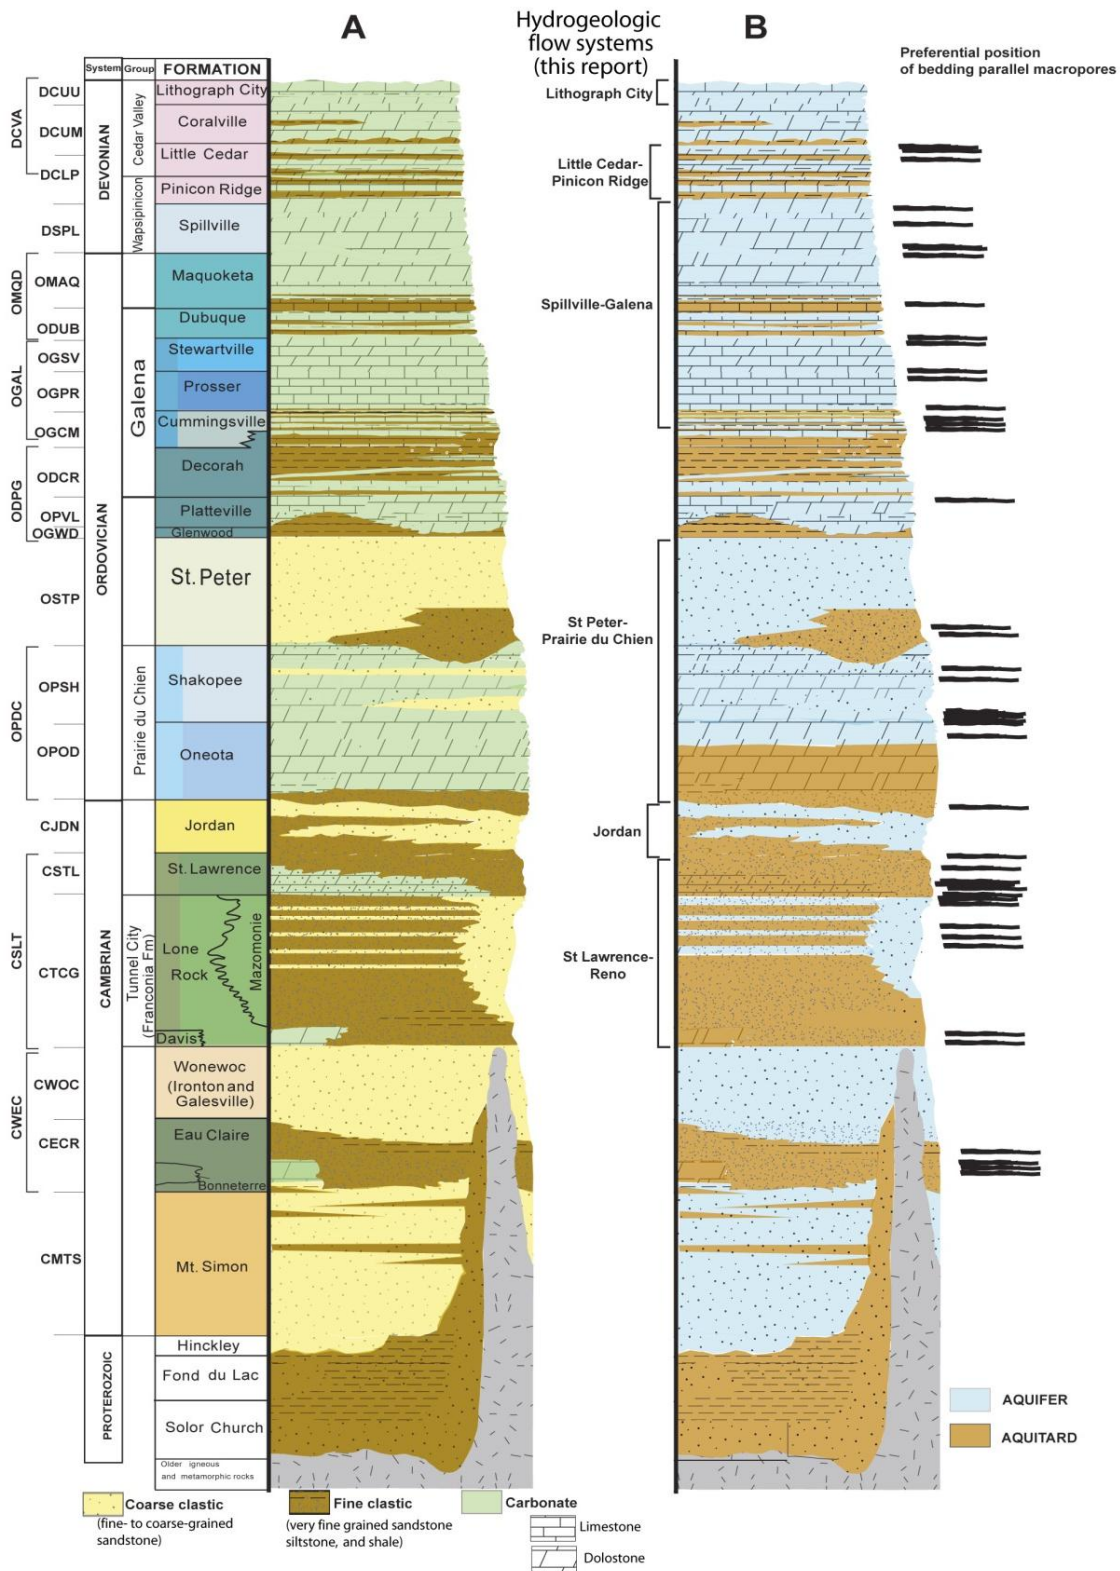 A
Hydrogeologic
flow systems
(this report)
B
Preferential position
of bedding parallel macropores
System
Group
FORMATION
DCVA
DCUU
DCUM
DCLP
DSPL
OMQD
OMAQ
ODUB
OGAL
OGSV
OGPR
OGCM
ODPG
ODCR
OPVL
OGWD
OSTP
OPDC
OPSH
OPOD
CJDN
CSLT
CSTL
CTCG
CWEC
CWOC
CECR
CMTS
DEVONIAN
ORDOVICIAN
CAMBRIAN
PROTEROZOIC
Cedar Valley
Wapsipinicon
Galena
Prairie du Chien
Tunnel City
(Franconia Fm)
Lithograph City
Coralville
Little Cedar
Pinicon Ridge
Spillville
Maquoketa
Dubuque
Stewartville
Prosser
Cummingsville
Decorah
Platteville
Glenwood
St. Peter
Shakopee
Oneota
Jordan
St. Lawrence
Lone
Rock
Mazomonie
Davis
Wonewoc
(Ironton and
Galesville)
Eau Claire
Bonneterre
Mt. Simon
Hinckley
Fond du Lac
Solor Church
Older igneous
and metamorphic rocks
Lithograph City
Little Cedar-
Pinicon Ridge
Spillville-Galena
St Peter-
Prairie du Chien
Jordan
St Lawrence-
Reno
AQUIFER
AQUITARD
Coarse clastic
(fine- to coarse-grained
sandstone)
Fine clastic
(very fine grained sandstone
siltstone, and shale)
Carbonate
Limestone
Dolostone